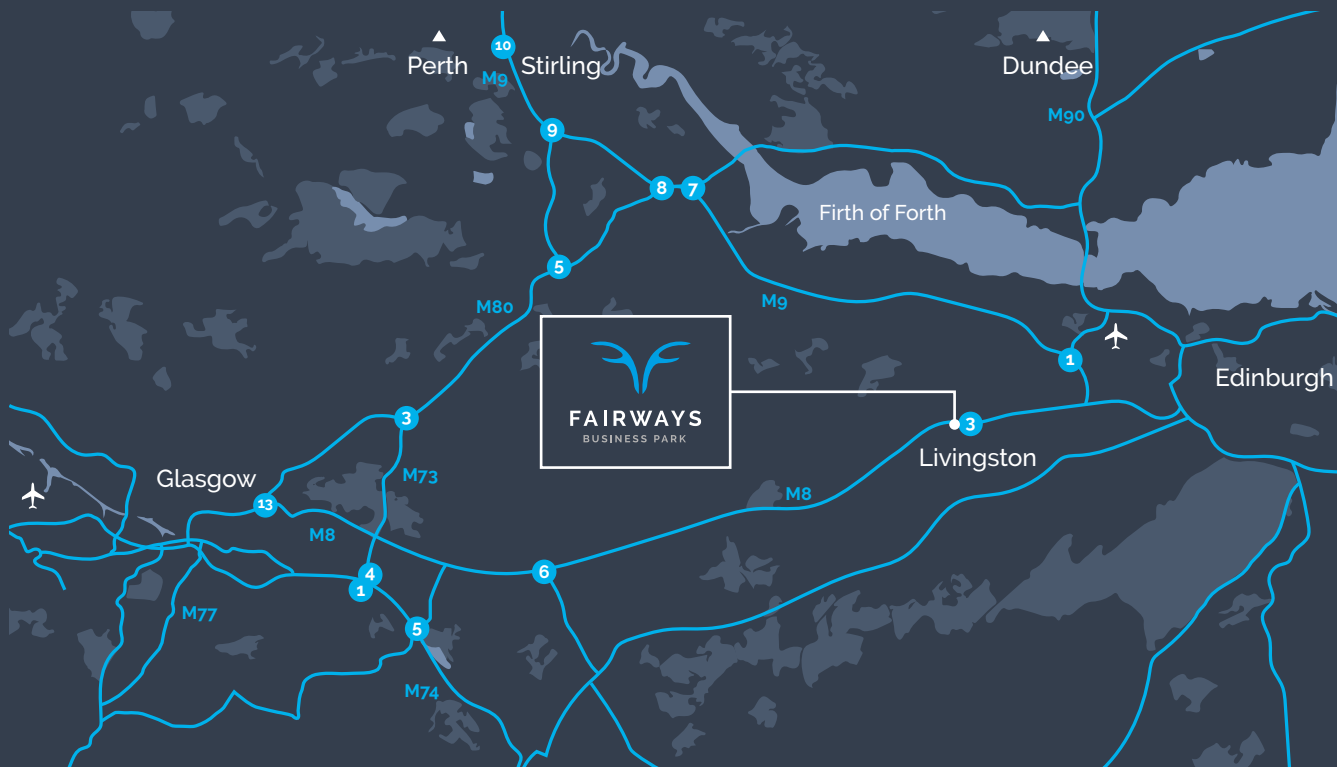 10
Perth
Stirling
Dundee
M9
M90
9
8
7
Firth of Forth
5
M80
M9
1
Edinburgh
FAIRWAYS
BUSINESS PARK
3
3
Livingston
Glasgow
M73
13
M8
M8
4
1
6
M77
5
M74